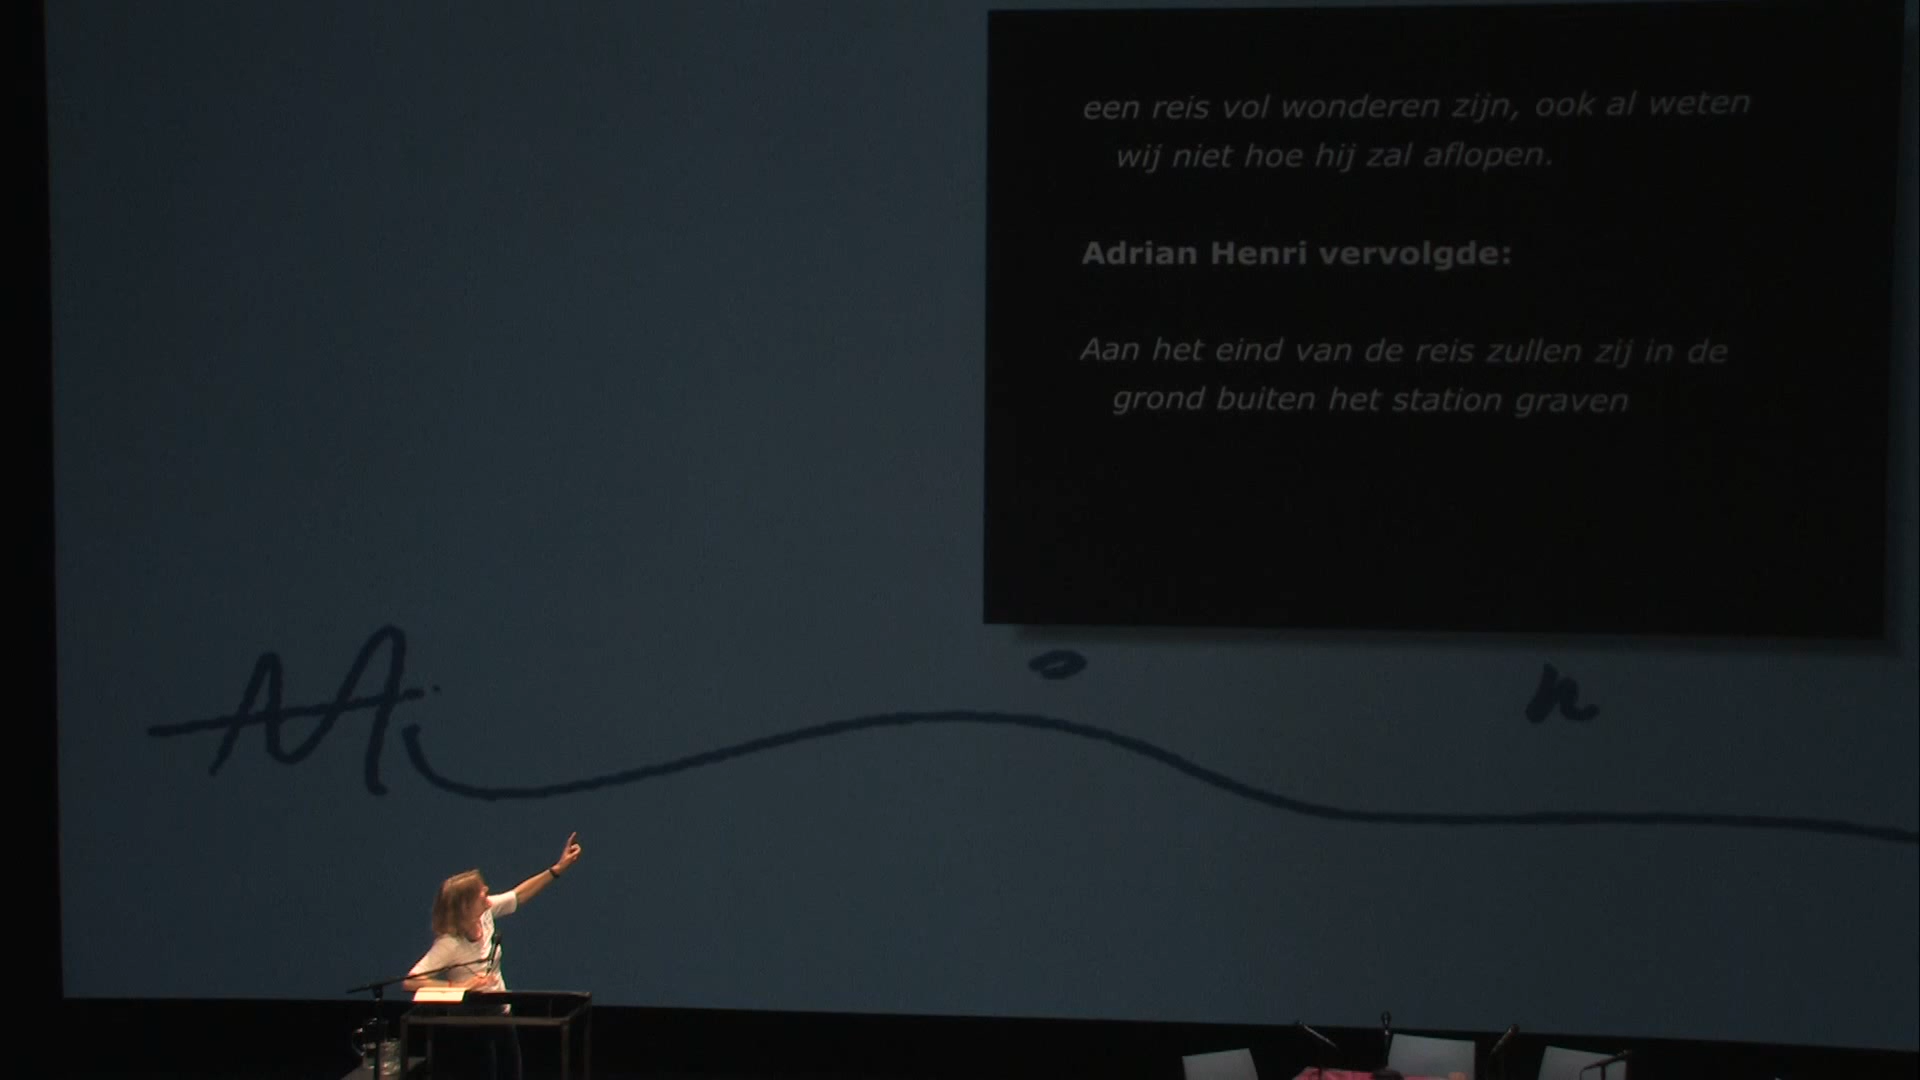 een reis vol wonderen zijn, ook al weten
wij niet hoe hij zal aflopen.
Adrian Henri vervolgde:
Aan het eind van de reis zullen zij in de
grond buiten het station graven